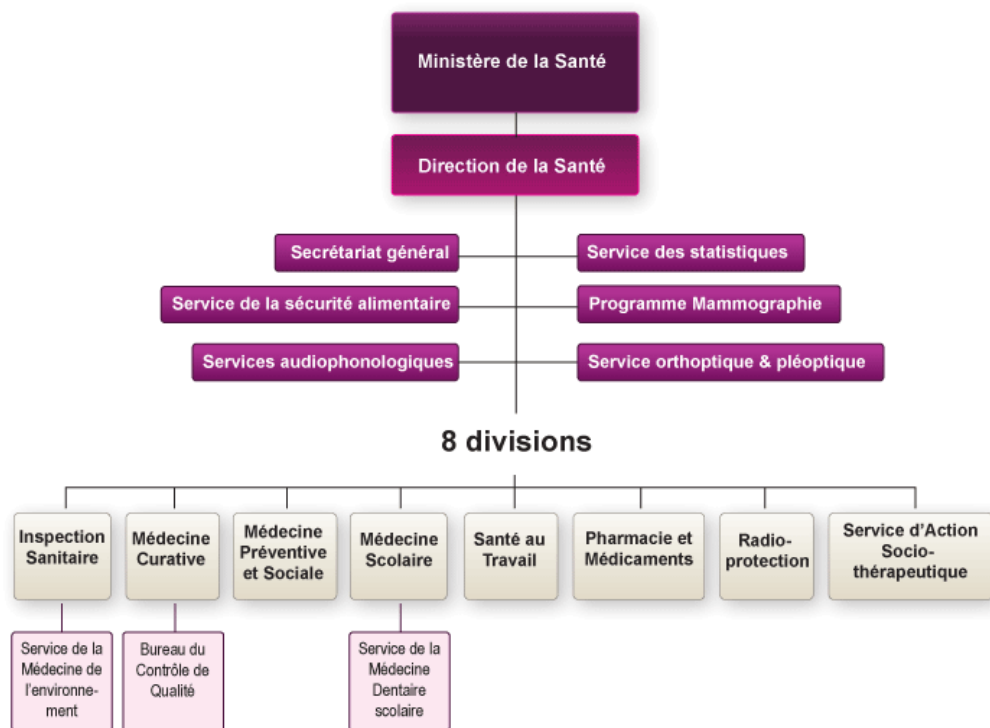 Ministère de la Santé
Direction de la Santé
Secrétariat général
Service des statistiques
Service de la sécurité alimentaire
Programme Mammographie
Services audiophonologiques
Service orthoptique & pléoptique
8 divisions
Inspection
Sanitaire
Médecine
Curative
Médecine
Préventive
et Sociale
Médecine
Scolaire
Santé au
Travail
Pharmacie et
Médicaments
Radio-
protection
Service d'Action
Socio-
thérapeutique
Service de la
Médecine de
l'environne-
ment
Bureau du
Contrôle de
Qualité
Service de la
Médecine
Dentaire
scolaire